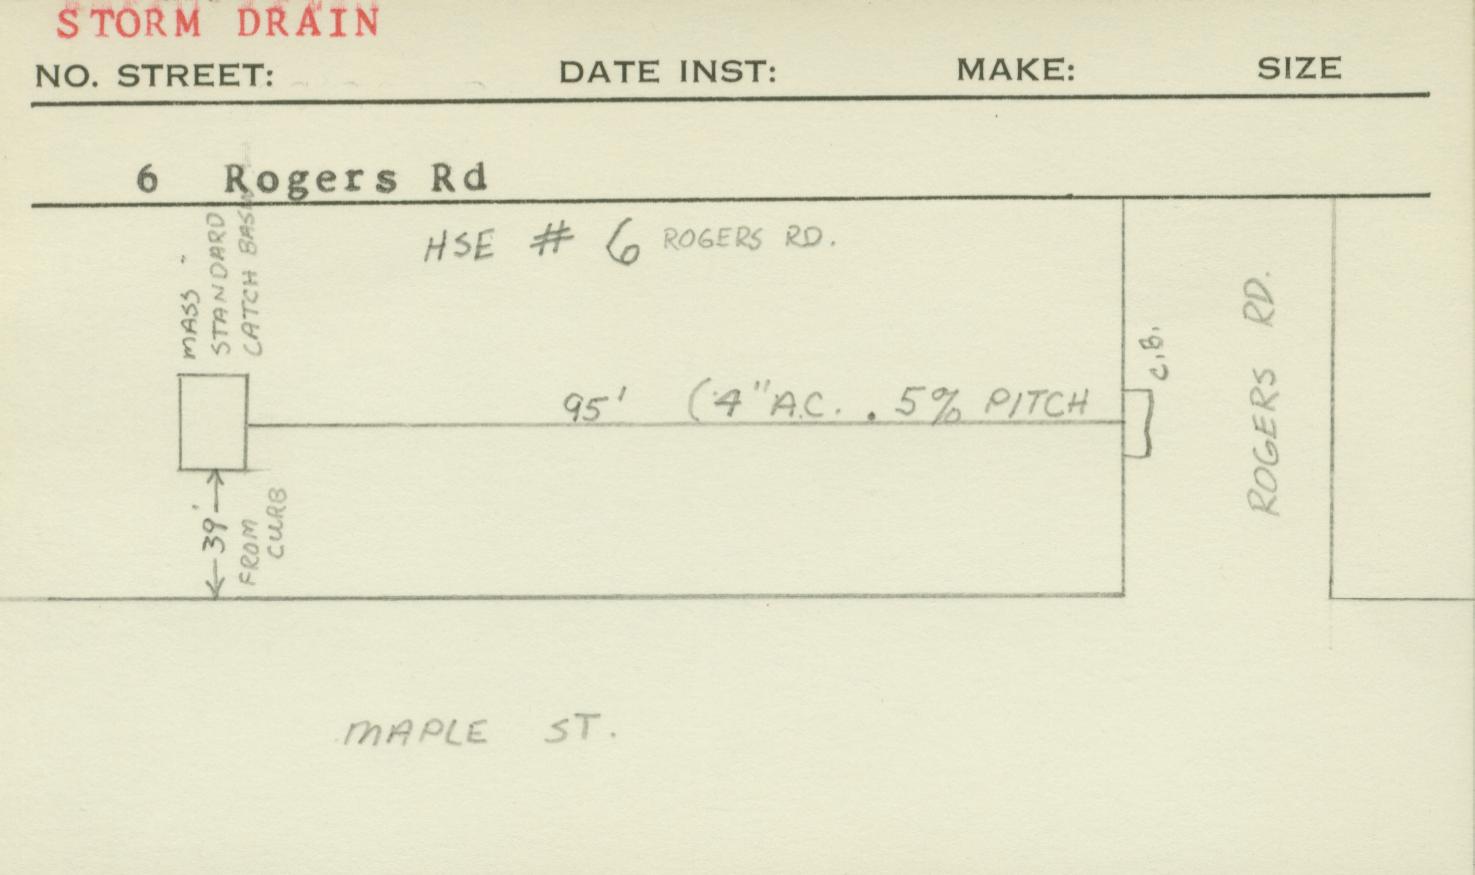 STORM DRAIN
NO. STREET: DATE INST: MAKE: SIZE
6 Rogers Rd
HSE # 6 ROGERS RD.
MASS
STANDARD
CATCH BASIN
95' (4" A.C. .5% PITCH
C.B.
ROGERS RD.
39'
FROM
CURB
MAPLE ST.